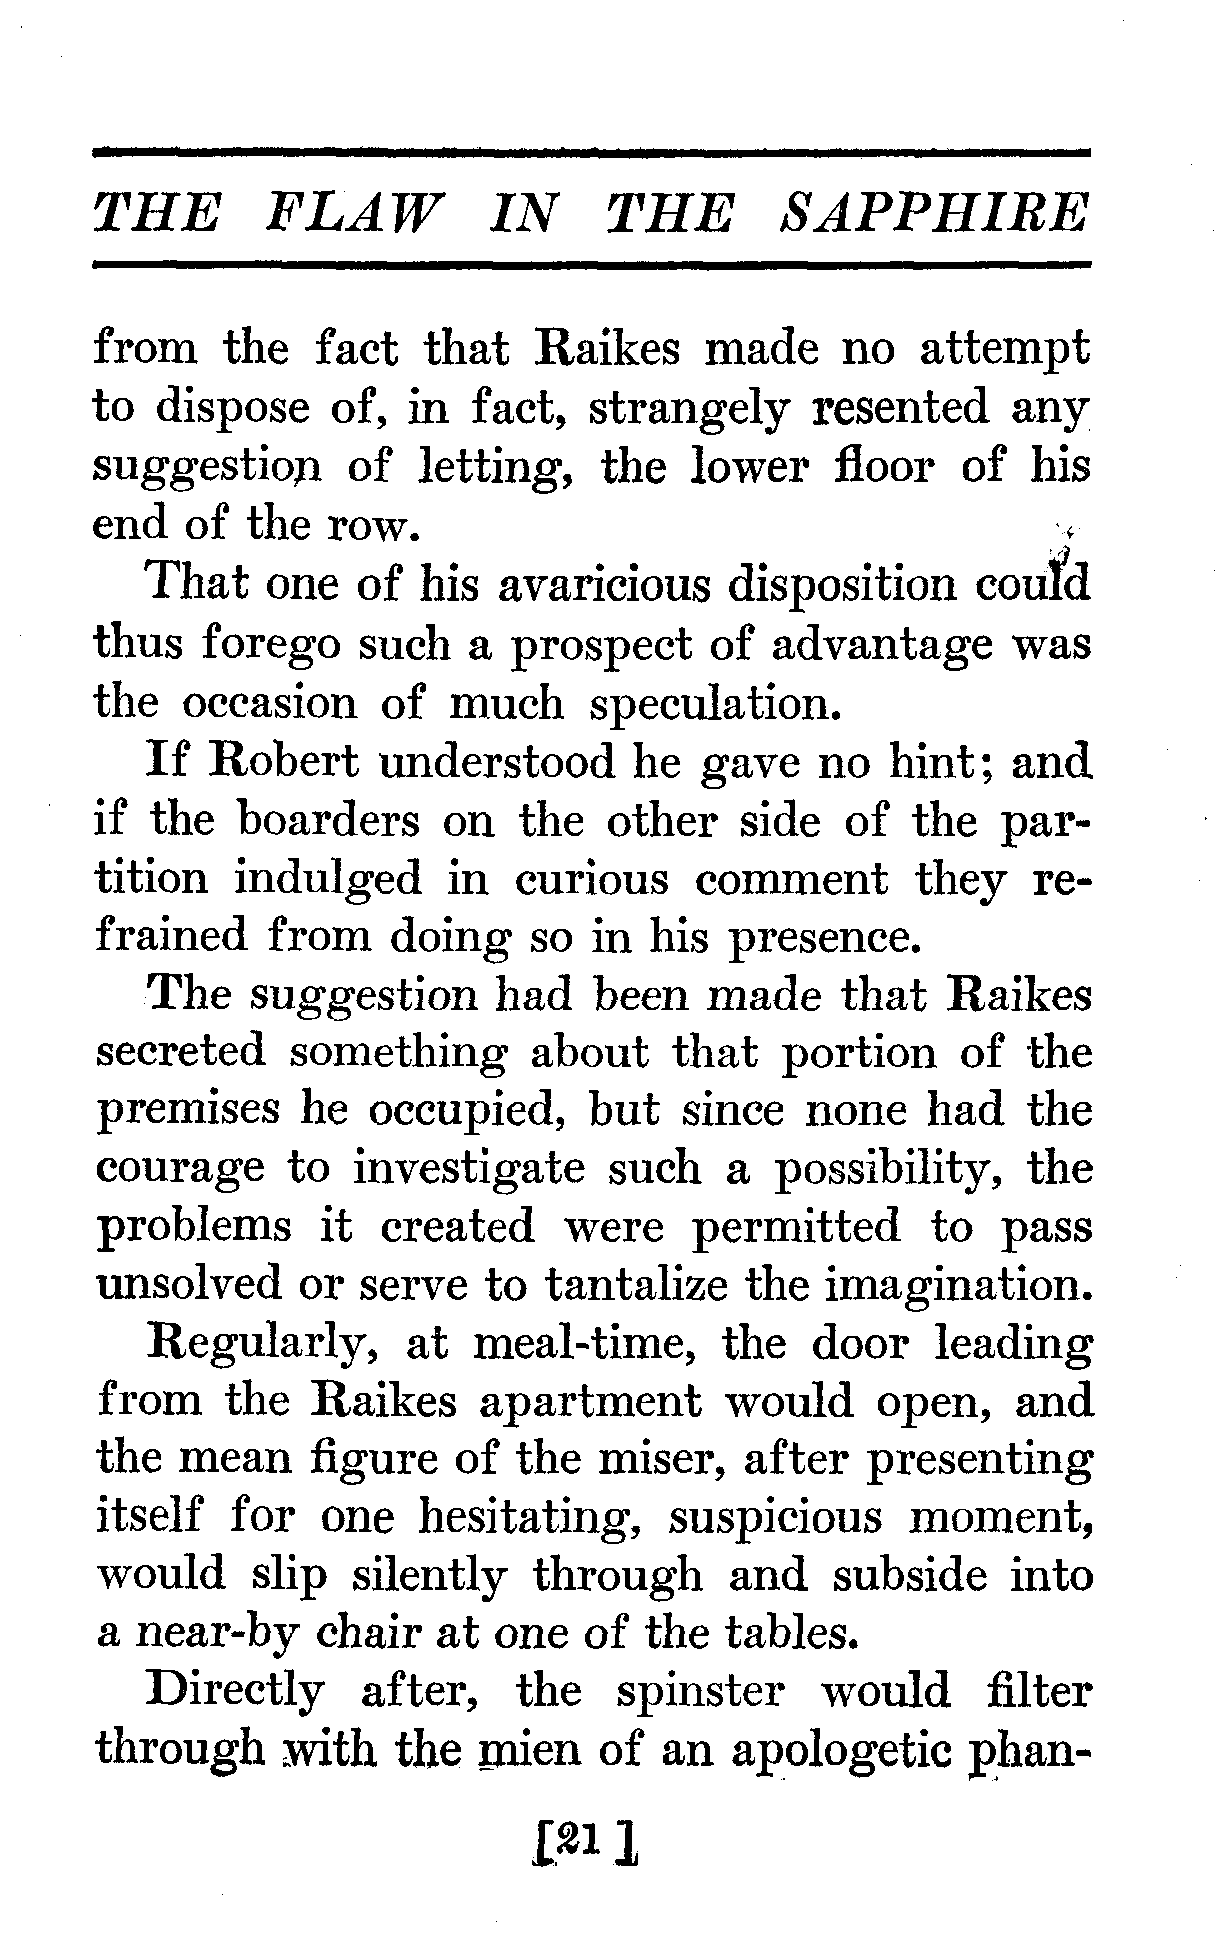 THE FLAW IN THE SAPPHIRE
from the fact that Raikes made no attempt
to dispose of, in fact, strangely resented any
suggestion of letting, the lower floor of his
end of the row.
That one of his avaricious disposition could
thus forego such a prospect of advantage was
the occasion of much speculation.
If Robert understood he gave no hint; and
if the boarders on the other side of the par-
tition indulged in curious comment they re-
frained from doing so in his presence.
The suggestion had been made that Raikes
secreted something about that portion of the
premises he occupied, but since none had the
courage to investigate such a possibility, the
problems it created were permitted to pass
unsolved or serve to tantalize the imagination.
Regularly, at meal-time, the door leading
from the Raikes apartment would open, and
the mean figure of the miser, after presenting
itself for one hesitating, suspicious moment,
would slip silently through and subside into
a near-by chair at one of the tables.
Directly after, the spinster would filter
through with the mien of an apologetic phan-
[21]